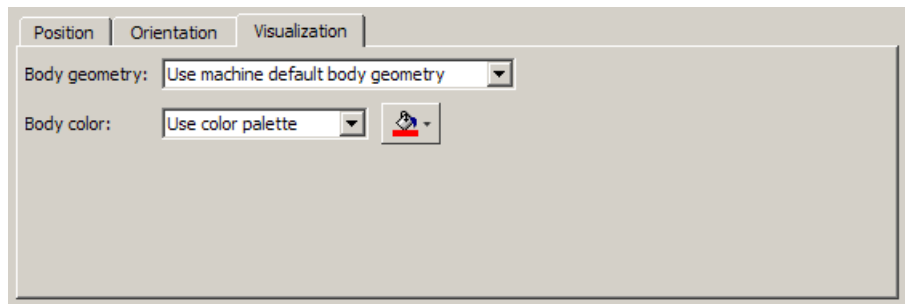 Position Orientation Visualization
Body geometry: Use machine default body geometry
Body color: Use color palette